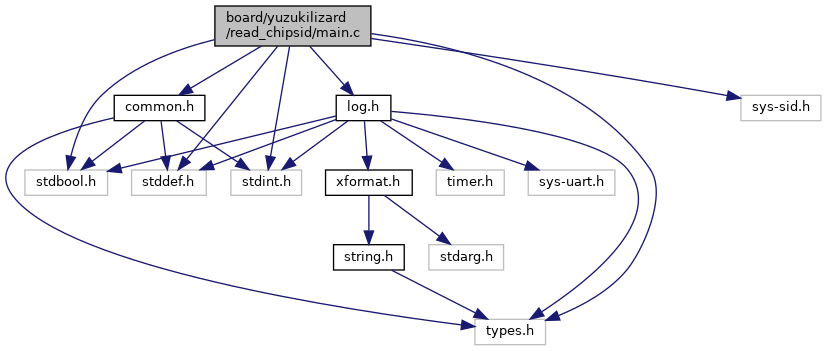 board/yuzukilizard
/read_chipsid/main.c
common.h
log.h
sys-sid.h
stdbool.h
stddef.h
stdint.h
xformat.h
timer.h
sys-uart.h
string.h
stdarg.h
types.h